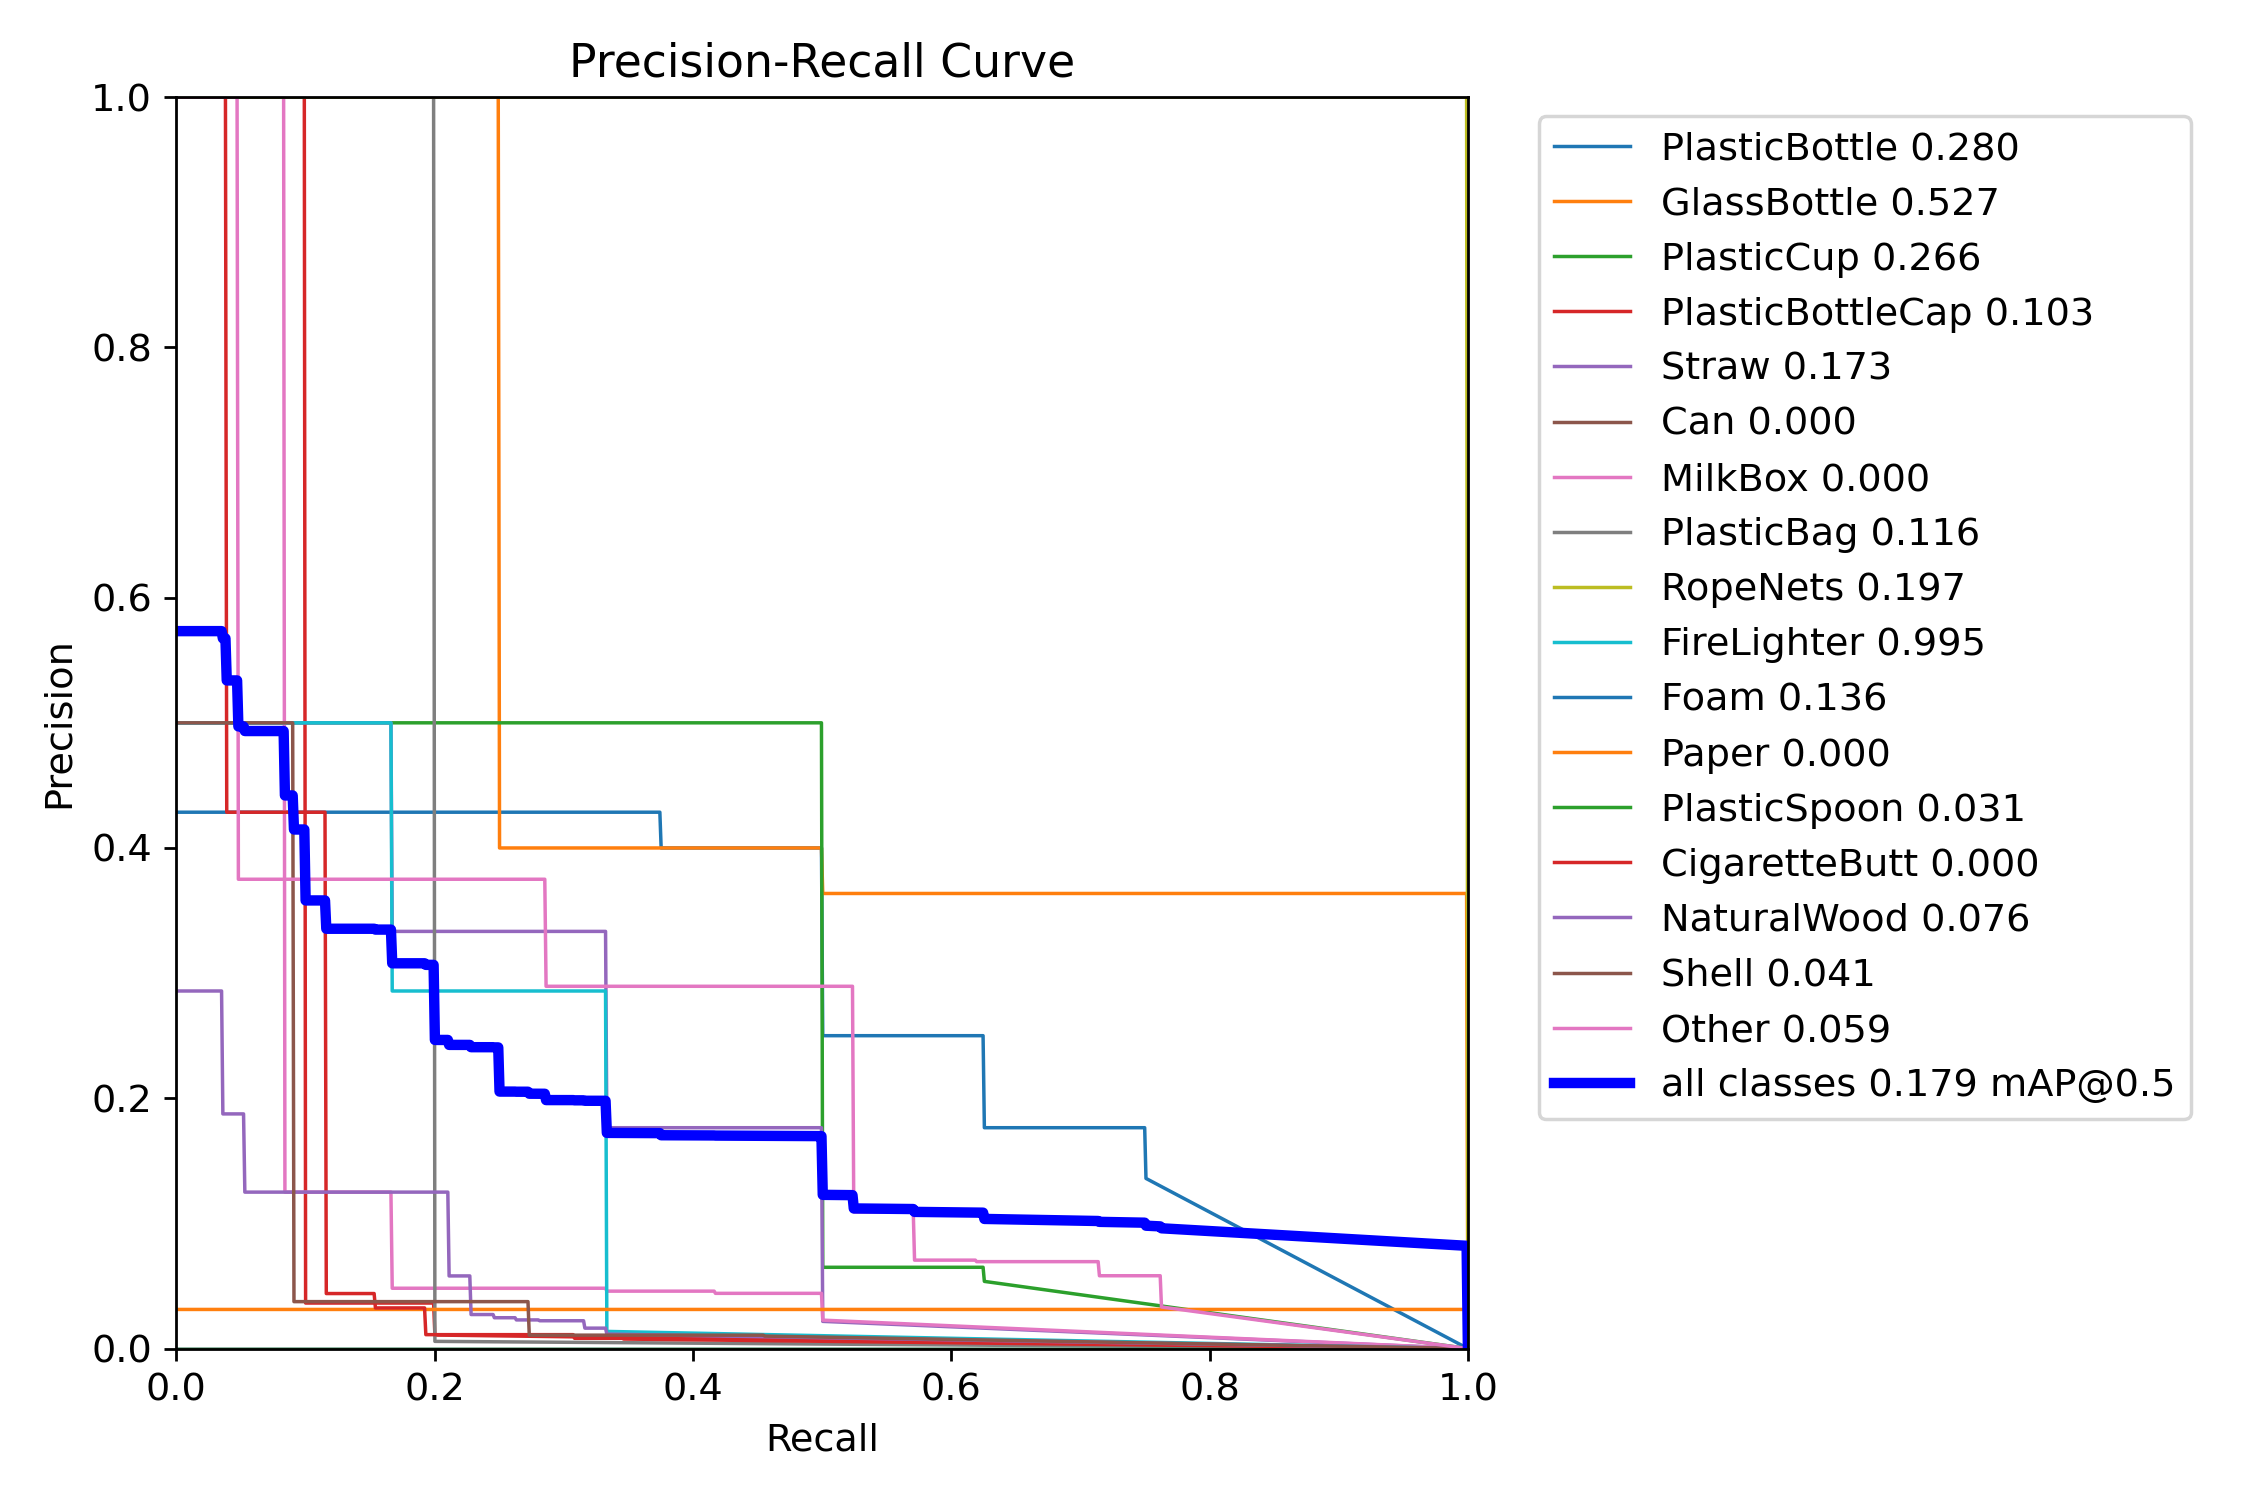 Precision-Recall Curve
1.0
0.8
0.6
0.4
0.2
0.0
Precision
0.0 0.2 0.4 0.6 0.8 1.0
Recall
PlasticBottle 0.280
GlassBottle 0.527
PlasticCup 0.266
PlasticBottleCap 0.103
Straw 0.173
Can 0.000
MilkBox 0.000
PlasticBag 0.116
RopeNets 0.197
FireLighter 0.995
Foam 0.136
Paper 0.000
PlasticSpoon 0.031
CigaretteButt 0.000
NaturalWood 0.076
Shell 0.041
Other 0.059
all classes 0.179 mAP@0.5